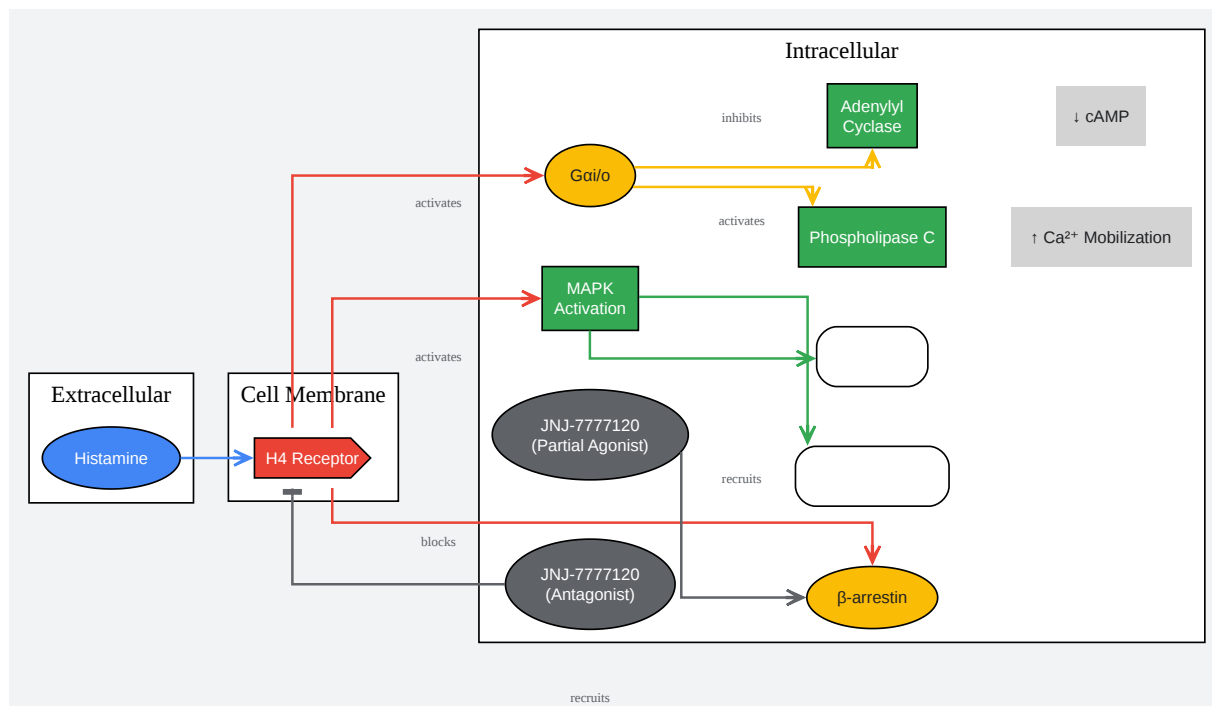 Intracellular
Adenylyl
Cyclase
↓ cAMP
inhibits
Gαi/o
activates
activates
Phospholipase C
↑ Ca²⁺ Mobilization
MAPK
Activation
activates
Extracellular
Cell Membrane
Histamine
H4 Receptor
JNJ-7777120
(Partial Agonist)
recruits
blocks
JNJ-7777120
(Antagonist)
β-arrestin
recruits